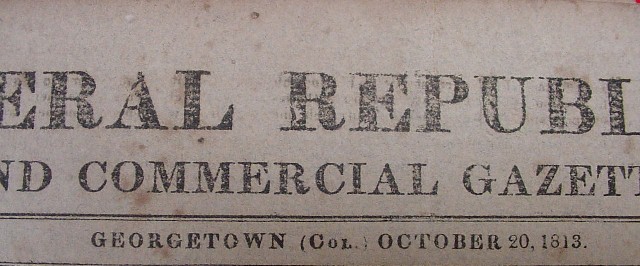 ERAL REPUBL
ND COMMERCIAL GAZETT
GEORGETOWN (COL.) OCTOBER 20, 1813.